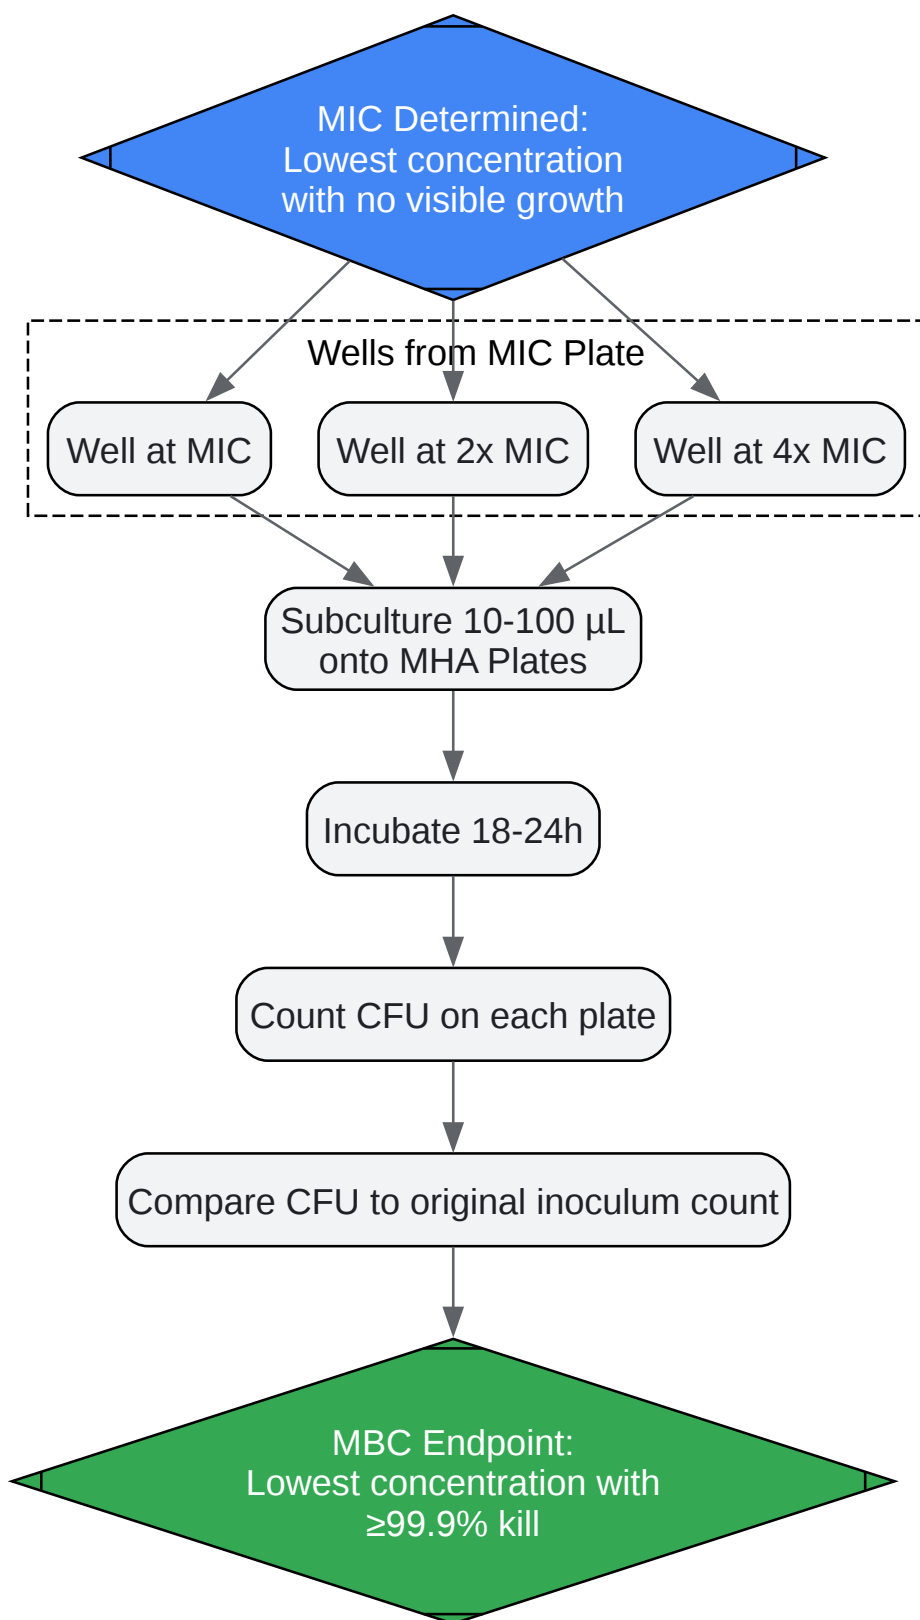 MIC Determined:
Lowest concentration
with no visible growth
Wells from MIC Plate
Well at MIC
Well at 2x MIC
Well at 4x MIC
Subculture 10-100 µL
onto MHA Plates
Incubate 18-24h
Count CFU on each plate
Compare CFU to original inoculum count
MBC Endpoint:
Lowest concentration with
≥99.9% kill